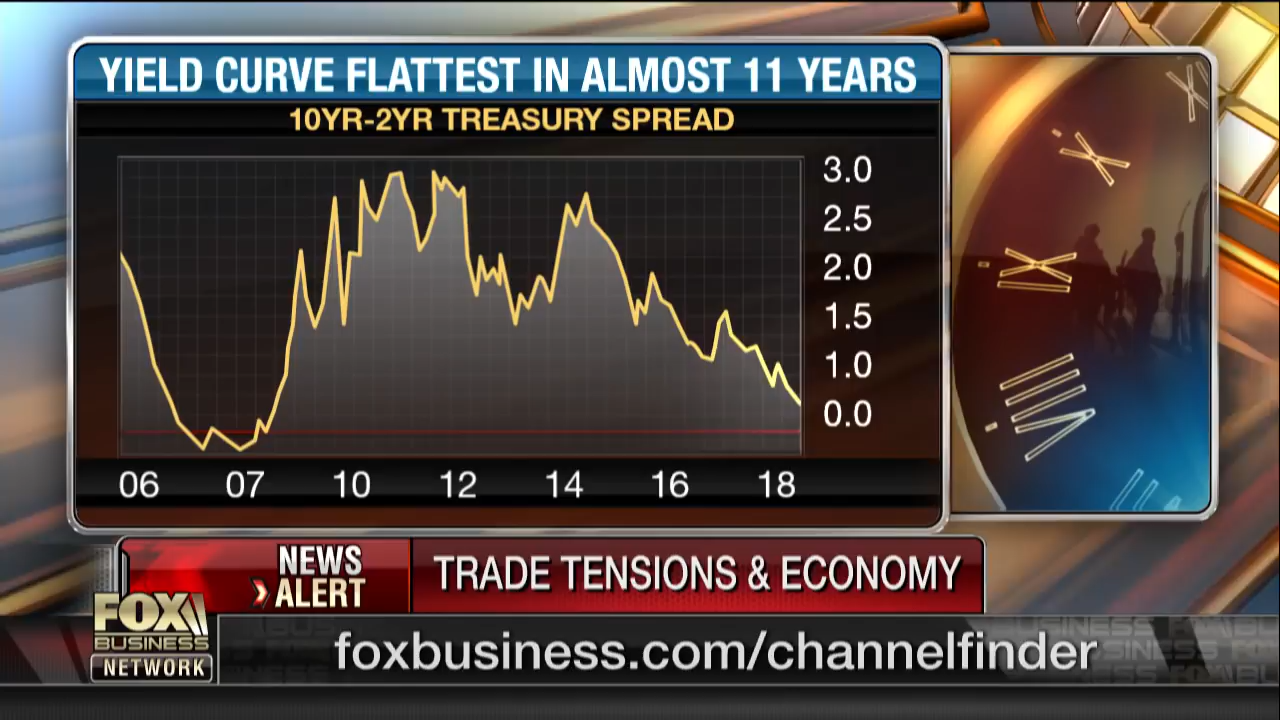 YIELD CURVE FLATTEST IN ALMOST 11 YEARS
10YR-2YR TREASURY SPREAD
3.0
2.5
2.0
1.5
1.0
0.0
06 07 10 12 14 16 18
NEWS ALERT
TRADE TENSIONS & ECONOMY
FOX
BUSINESS
NETWORK
foxbusiness.com/channelfinder